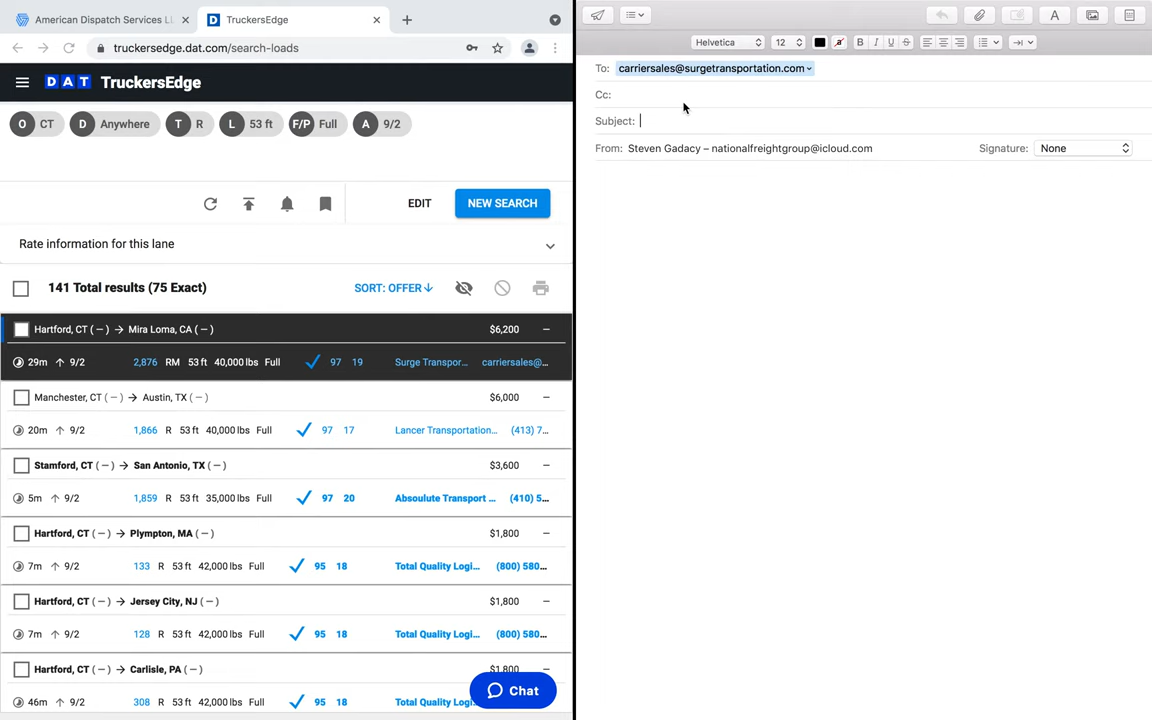 American Dispatch Services L
TruckersEdge
truckersedge.dat.com/search-loads
DAT TruckersEdge
O CT D Anywhere T R L 53 ft F/P Full A 9/2
EDIT
NEW SEARCH
Rate information for this lane
141 Total results (75 Exact)
SORT: OFFER
Hartford, CT ( – ) → Mira Loma, CA ( – ) $6,200 –
29m ↑ 9/2 2,876 RM 53 ft 40,000 lbs Full 97 19 Surge Transpor... carriersales@...
Manchester, CT ( – ) → Austin, TX ( – ) $6,000 –
20m ↑ 9/2 1,866 R 53 ft 40,000 lbs Full 97 17 Lancer Transportation... (413) 7...
Stamford, CT ( – ) → San Antonio, TX ( – ) $3,600 –
5m ↑ 9/2 1,859 R 53 ft 35,000 lbs Full 97 20 Absoulute Transport ... (410) 5...
Hartford, CT ( – ) → Plympton, MA ( – ) $1,800 –
7m ↑ 9/2 133 R 53 ft 42,000 lbs Full 95 18 Total Quality Logi... (800) 580...
Hartford, CT ( – ) → Jersey City, NJ ( – ) $1,800 –
7m ↑ 9/2 128 R 53 ft 42,000 lbs Full 95 18 Total Quality Logi... (800) 580...
Hartford, CT ( – ) → Carlisle, PA ( – ) $1,800 –
46m ↑ 9/2 308 R 53 ft 42,000 lbs Full 95 18 Total Quality Logi
Chat
Helvetica 12 B I U S
To: carriersales@surgetransportation.com
Cc:
Subject:
From: Steven Gadacy – nationalfreightgroup@icloud.com
Signature: None